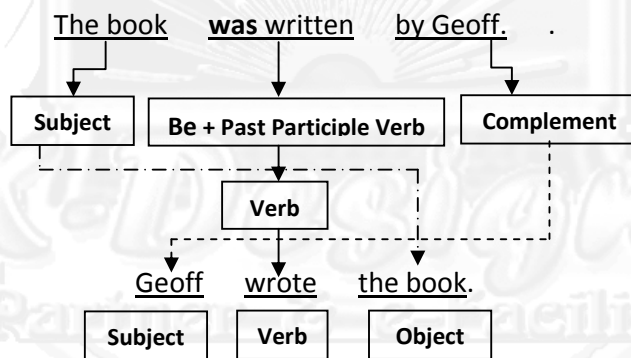 The book was written by Geoff. .
Subject Be + Past Participle Verb Complement
Verb
Geoff wrote the book.
Subject Verb Object